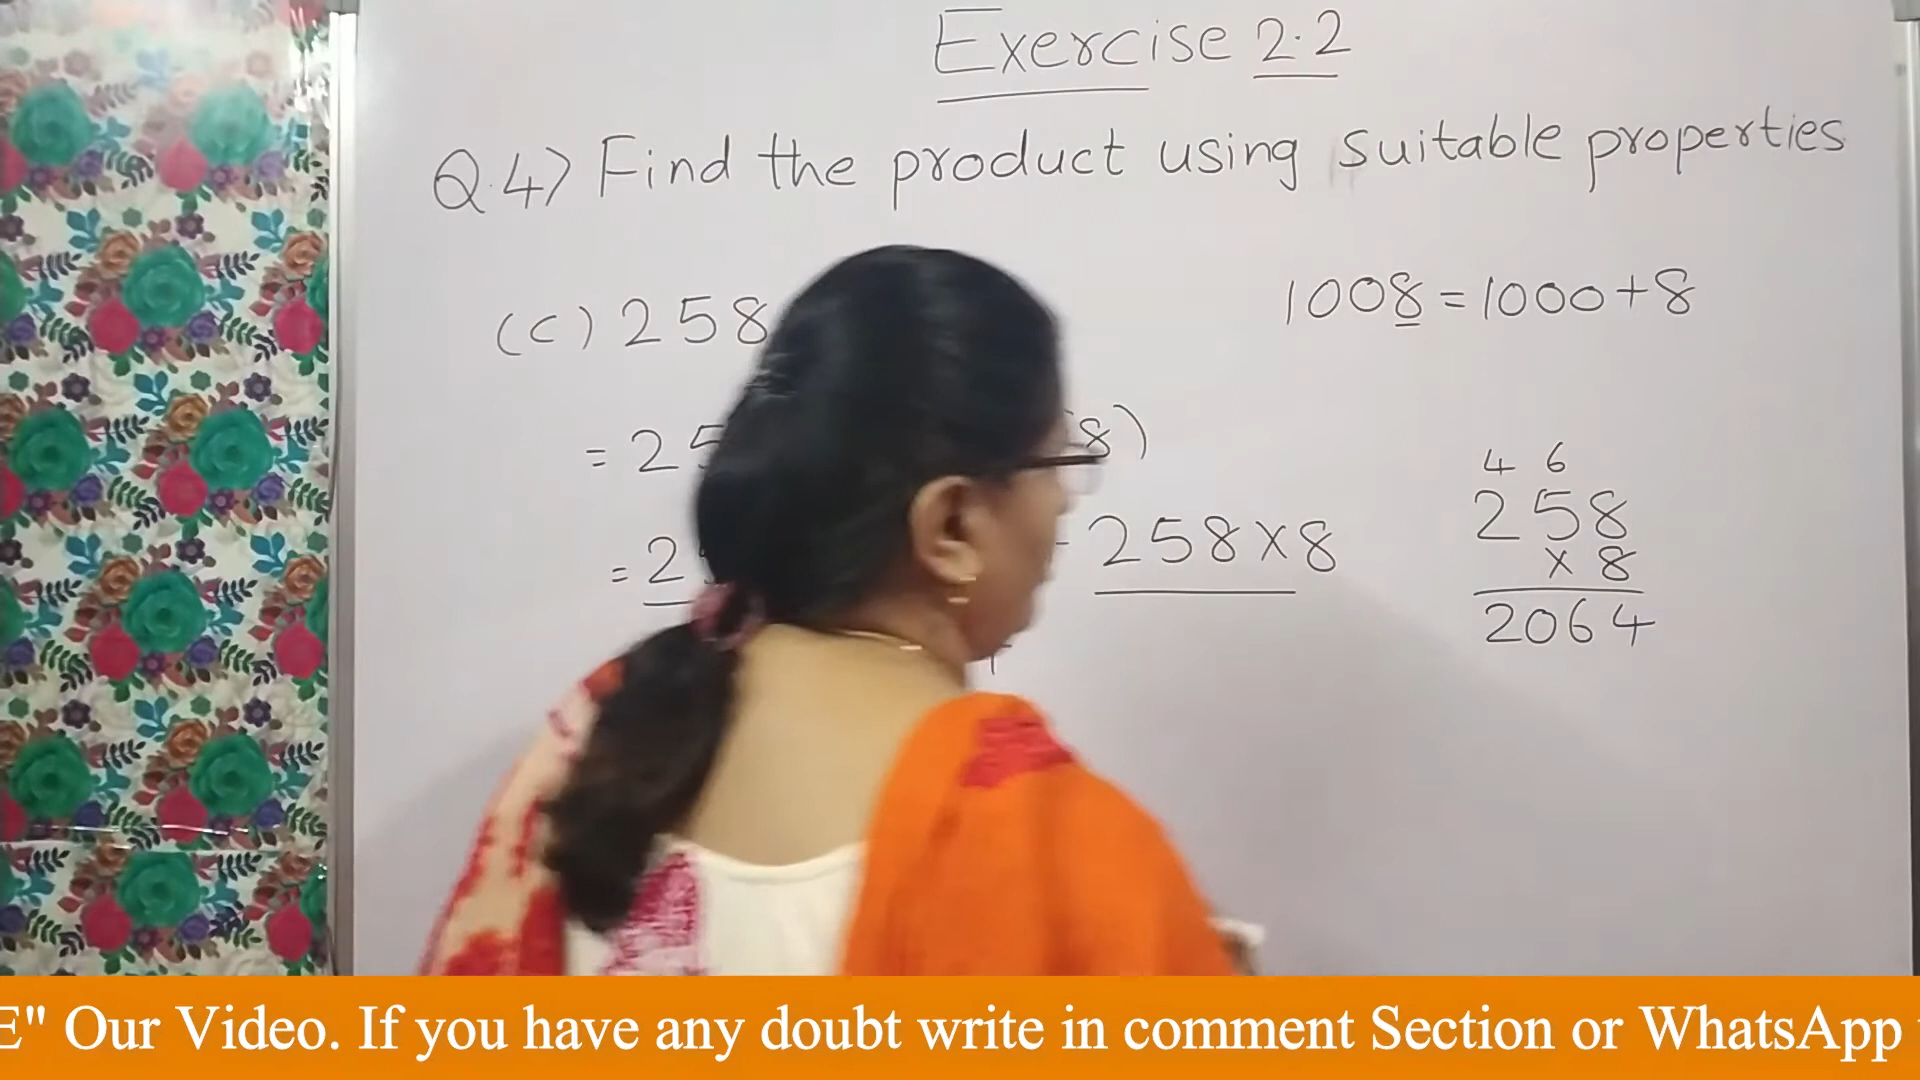 Exercise 2.2
Q.4) Find the product using suitable properties
(C) 258
1008 = 1000+8
= 25
8)
4 6
258
× 8
2064
= 2
258×8
E" Our Video. If you have any doubt write in comment Section or WhatsApp